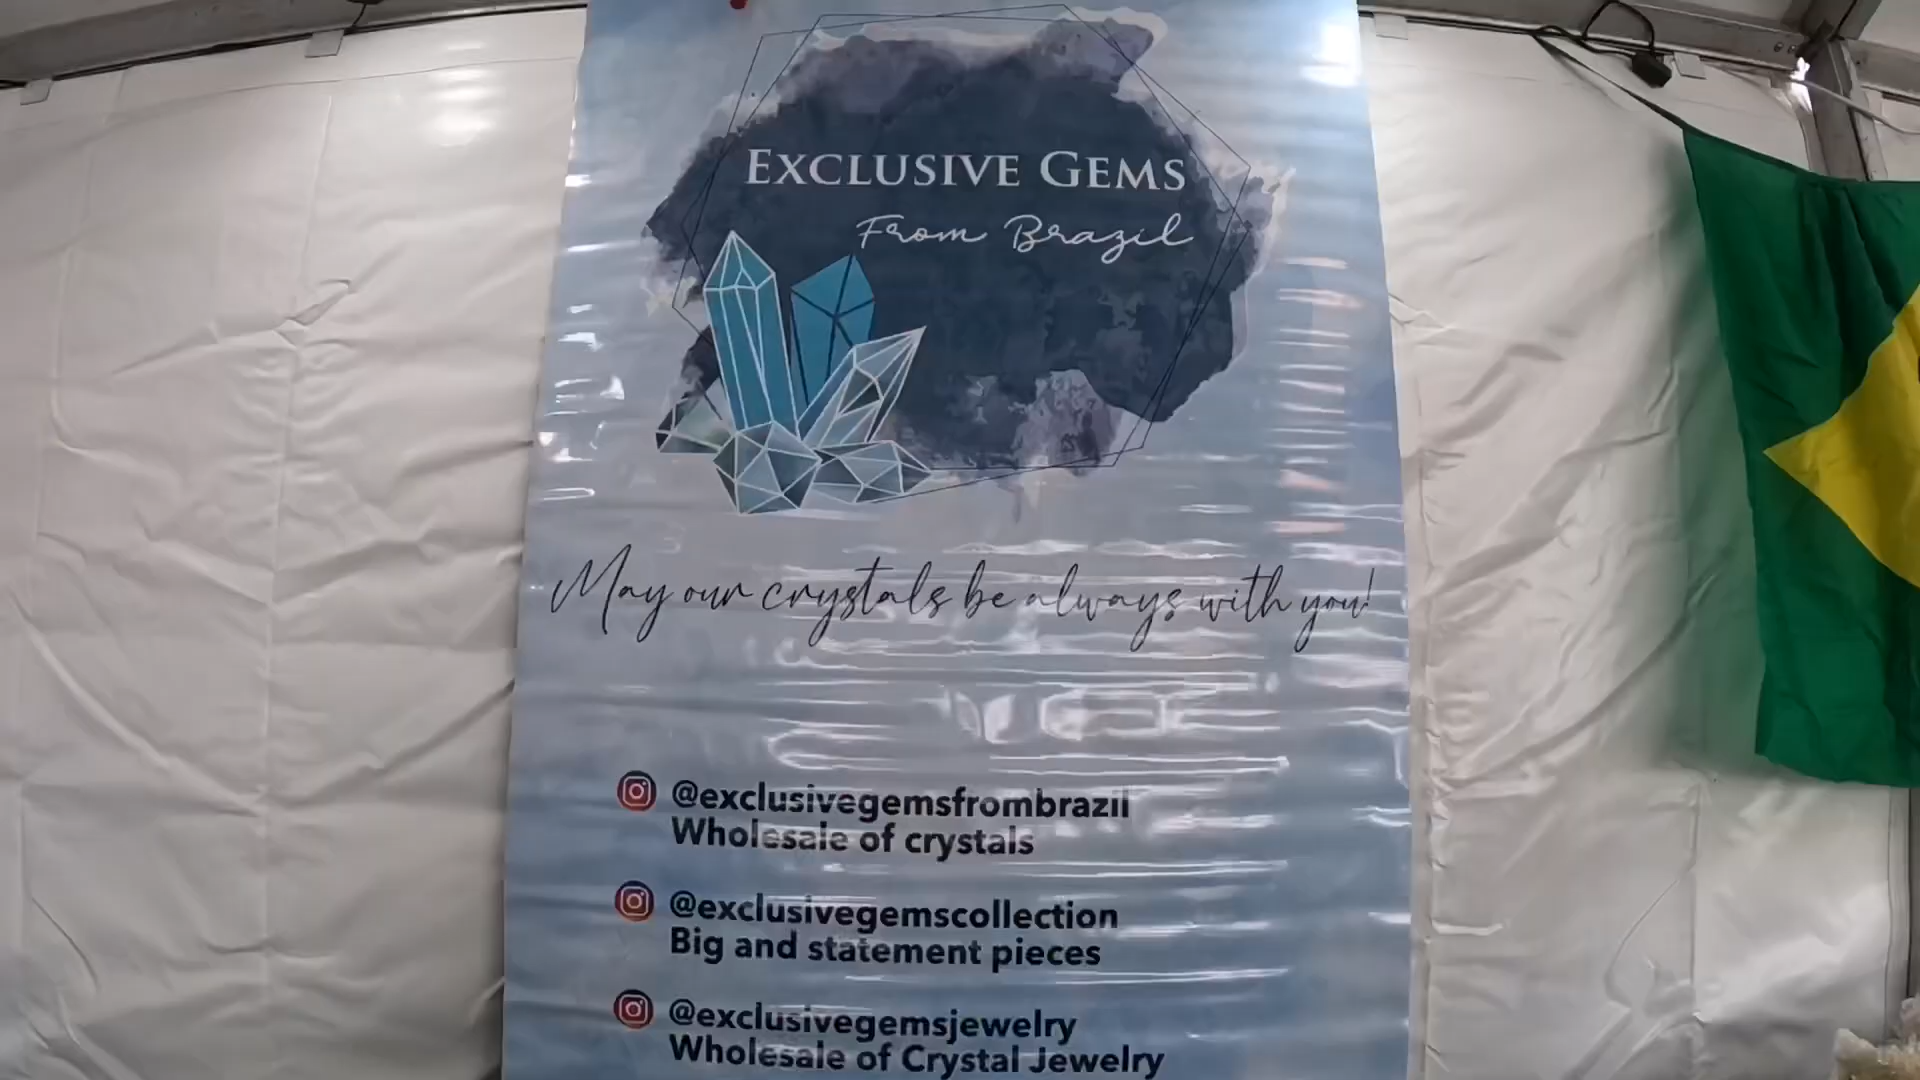 EXCLUSIVE GEMS
From Brazil
May our crystals be always with you!
@exclusivegemsfrombrazil
Wholesale of crystals
@exclusivegemscollection
Big and statement pieces
@exclusivegemsjewelry
Wholesale of Crystal Jewelry